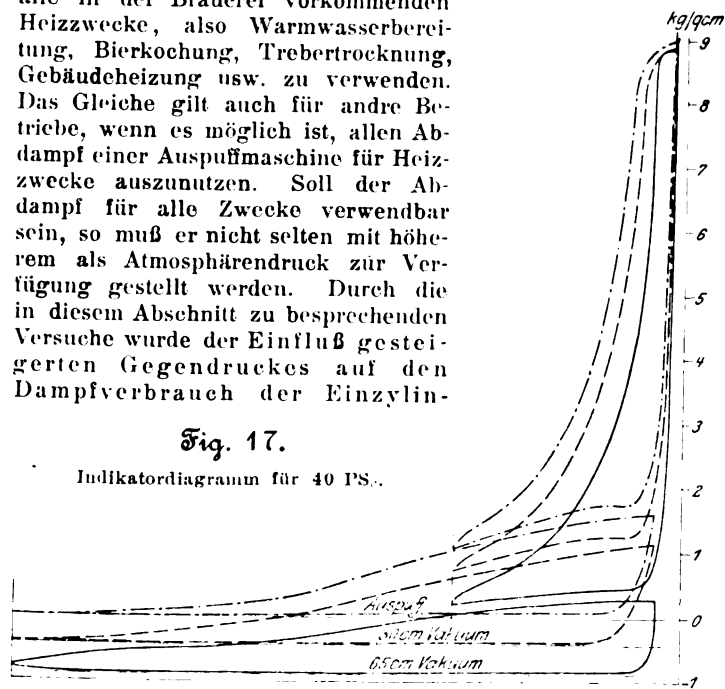 alle in der Brauerei vorkommenden
Heizzwecke, also Warmwasserberei-
tung, Bierkochung, Trebertrocknung,
Gebäudeheizung usw. zu verwenden.
Das Gleiche gilt auch für andre Be-
triebe, wenn es möglich ist, allen Ab-
dampf einer Auspuffmaschine für Heiz-
zwecke auszunutzen. Soll der Ab-
dampf für alle Zwecke verwendbar
sein, so muß er nicht selten mit höhe-
rem als Atmosphärendruck zur Ver-
fügung gestellt werden. Durch die
in diesem Abschnitt zu besprechenden
Versuche wurde der Einfluß gestei-
gerten Gegendruckes auf den
Dampfverbrauch der Einzylin-
Fig. 17.
Indikatordiagramm für 40 PS.
kg/qcm
9
8
7
6
5
4
3
2
1
0
-1
Auspuff
50cm Vakuum
65cm Vakuum